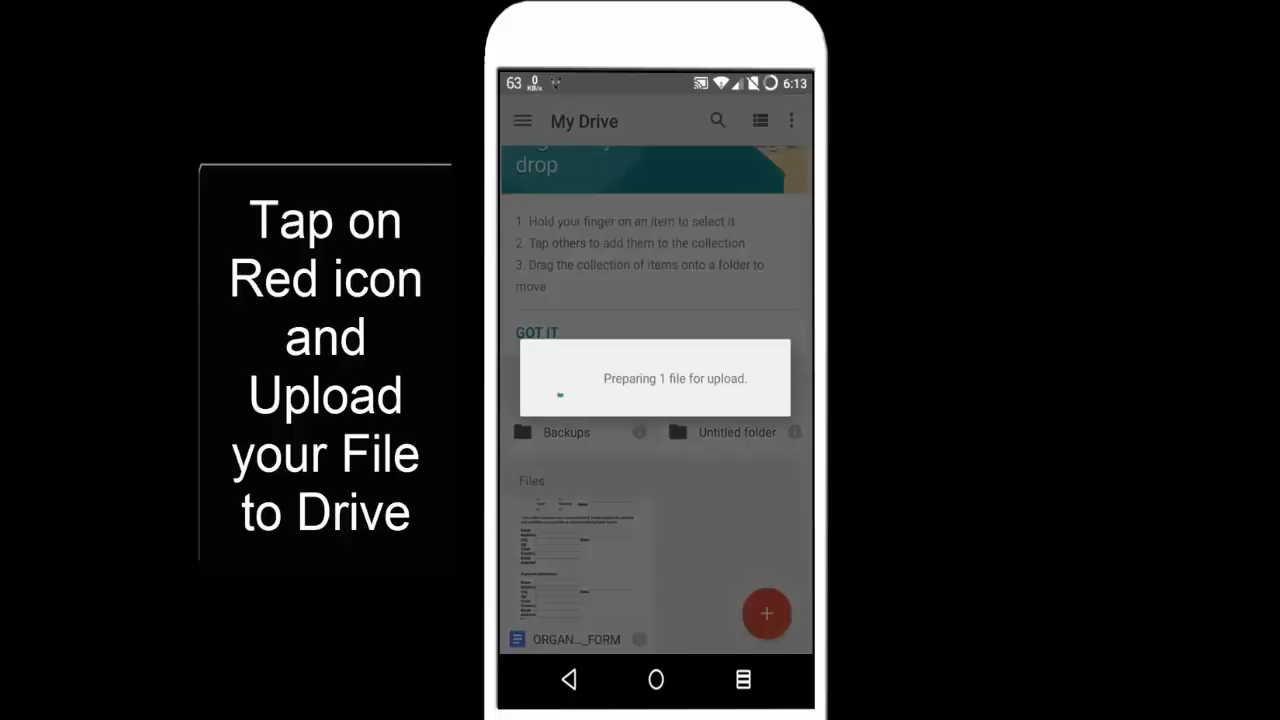 Tap on
Red icon
and
Upload
your File
to Drive
63 0 KB/s 6:13
My Drive
drop
1. Hold your finger on an item to select it
2. Tap others to add them to the collection
3. Drag the collection of items onto a folder to
move
GOT IT
Preparing 1 file for upload.
Backups
Untitled folder
Files
ORGAN..._FORM